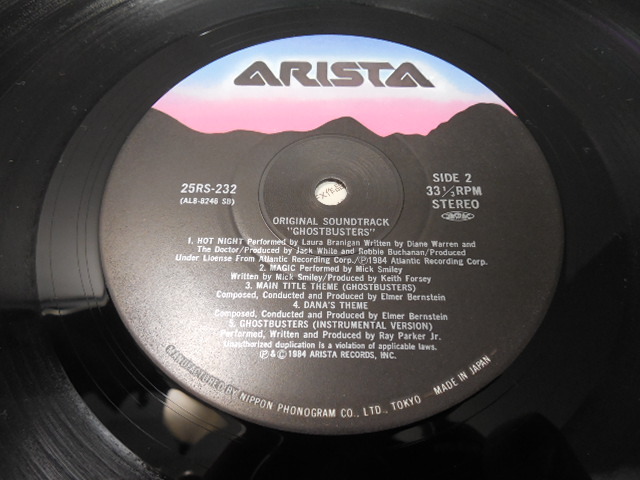 ARISTA
25RS-232
(AL8-8246 SB)
SIDE 2
33 1/3 RPM
STEREO
ORIGINAL SOUNDTRACK
"GHOSTBUSTERS"
1. HOT NIGHT Performed by Laura Branigan Written by Diane Warren and
The Doctor/Produced by Jack White and Robbie Buchanan/Produced
Under License From Atlantic Recording Corp./Ⓟ1984 Atlantic Recording Corp.
2. MAGIC Performed by Mick Smiley
Written by Mick Smiley/Produced by Keith Forsey
3. MAIN TITLE THEME (GHOSTBUSTERS)
Composed, Conducted and Produced by Elmer Bernstein
4. DANA'S THEME
Composed, Conducted and Produced by Elmer Bernstein
5. GHOSTBUSTERS (INSTRUMENTAL VERSION)
Performed, Written and Produced by Ray Parker Jr.
Unauthorized duplication is a violation of applicable laws.
Ⓟ & © 1984 ARISTA RECORDS, INC.
MANUFACTURED BY NIPPON PHONOGRAM CO., LTD., TOKYO — MADE IN JAPAN —